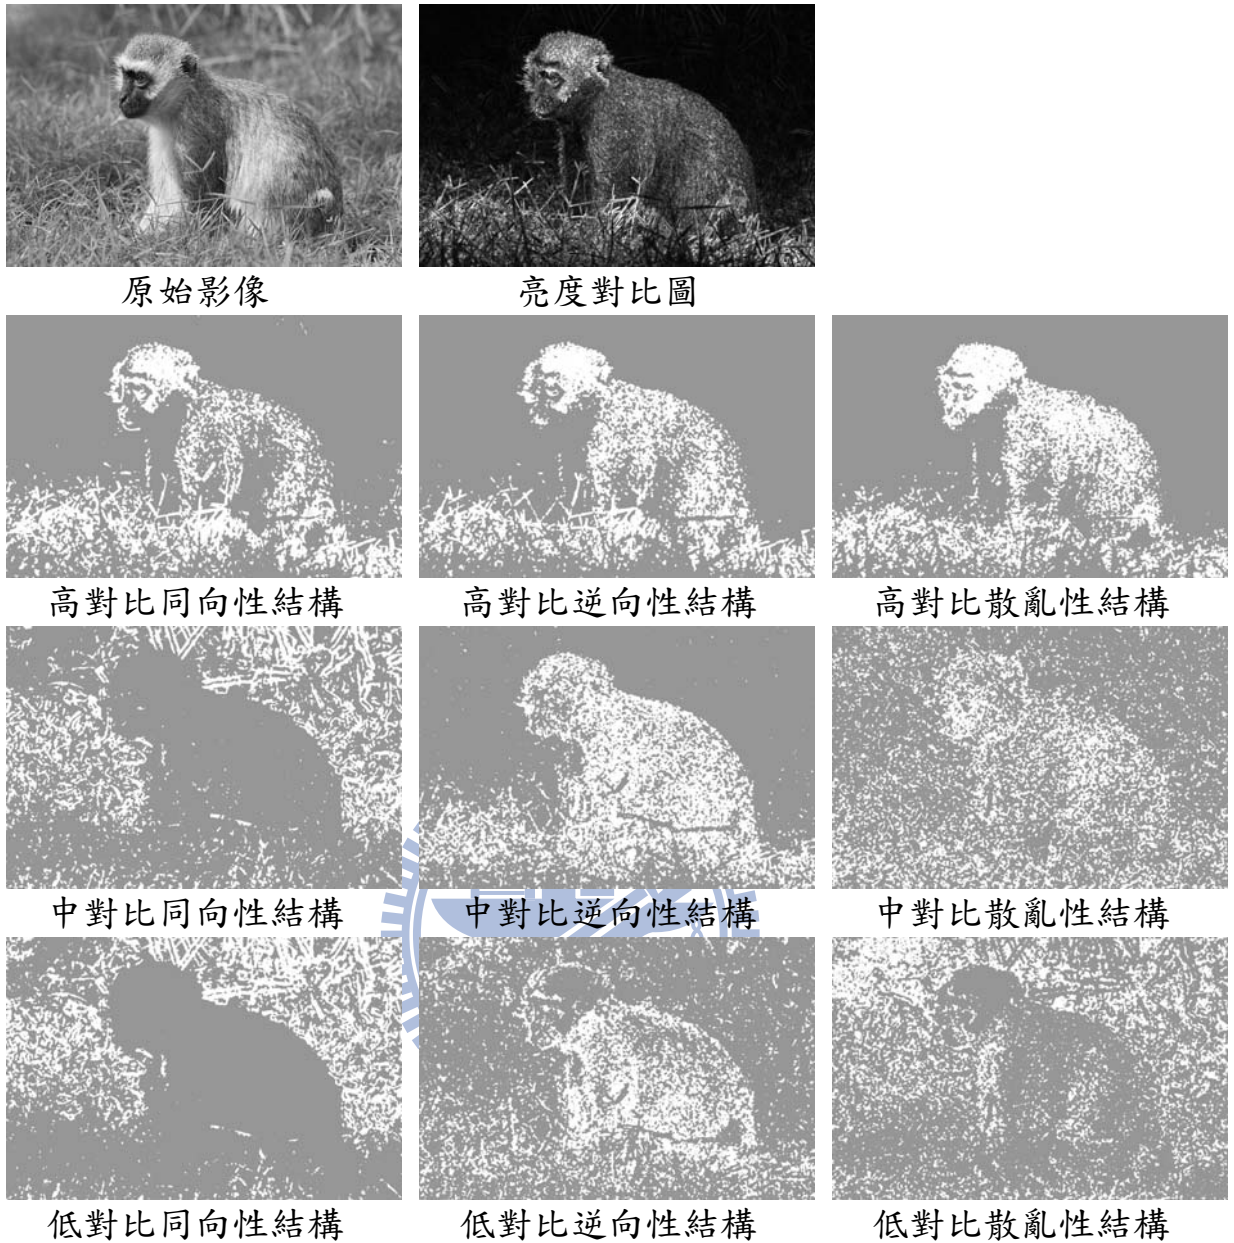 原始影像
亮度對比圖
高對比同向性結構
高對比逆向性結構
高對比散亂性結構
中對比同向性結構
中對比逆向性結構
中對比散亂性結構
低對比同向性結構
低對比逆向性結構
低對比散亂性結構